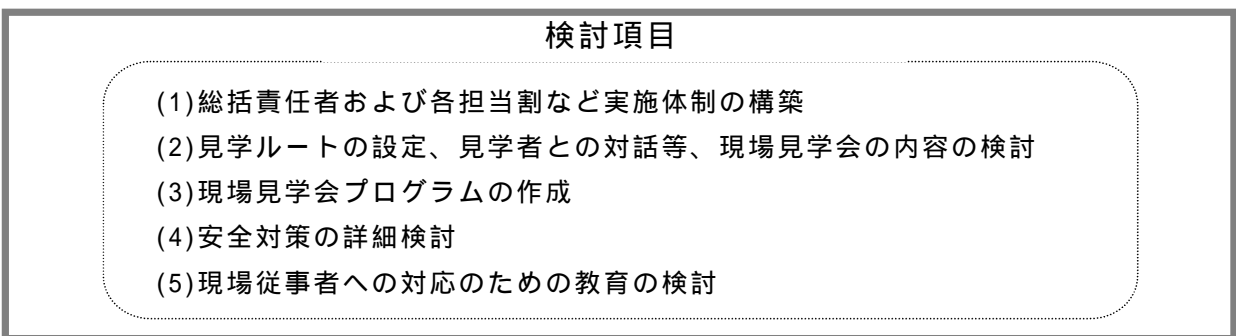 検討項目
(1)総括責任者および各担当割など実施体制の構築
(2)見学ルートの設定、見学者との対話等、現場見学会の内容の検討
(3)現場見学会プログラムの作成
(4)安全対策の詳細検討
(5)現場従事者への対応のための教育の検討